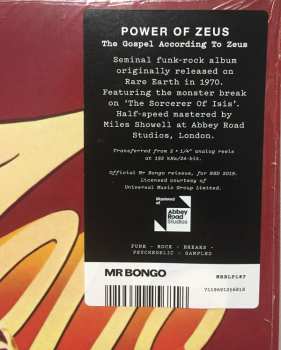 POWER OF ZEUS
The Gospel According To Zeus
Seminal funk-rock album
originally released on
Rare Earth in 1970.
Featuring the monster break
on 'The Sorcerer Of Isis'.
Half-speed mastered by
Miles Showell at Abbey Road
Studios, London.
Transferred from 2 × 1/4" analog reels
at 192 kHz/24-bit.
Official Mr Bongo reissue, for RSD 2019.
Licensed courtesy of
Universal Music Group Limited.
Mastered at
Abbey
Road
Studios
FUNK - ROCK - BREAKS -
PSYCHEDELIC - SAMPLED
MR BONGO